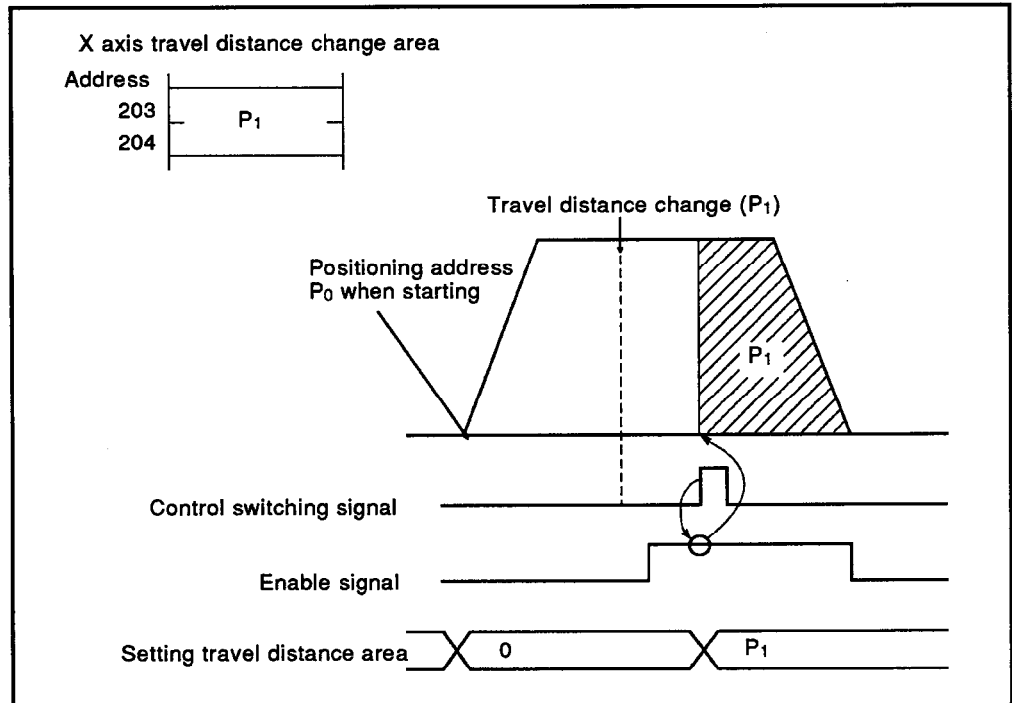 X axis travel distance change area
Address
203
P1
204
Travel distance change (P1)
Positioning address
P0 when starting
P1
Control switching signal
Enable signal
Setting travel distance area
0
P1